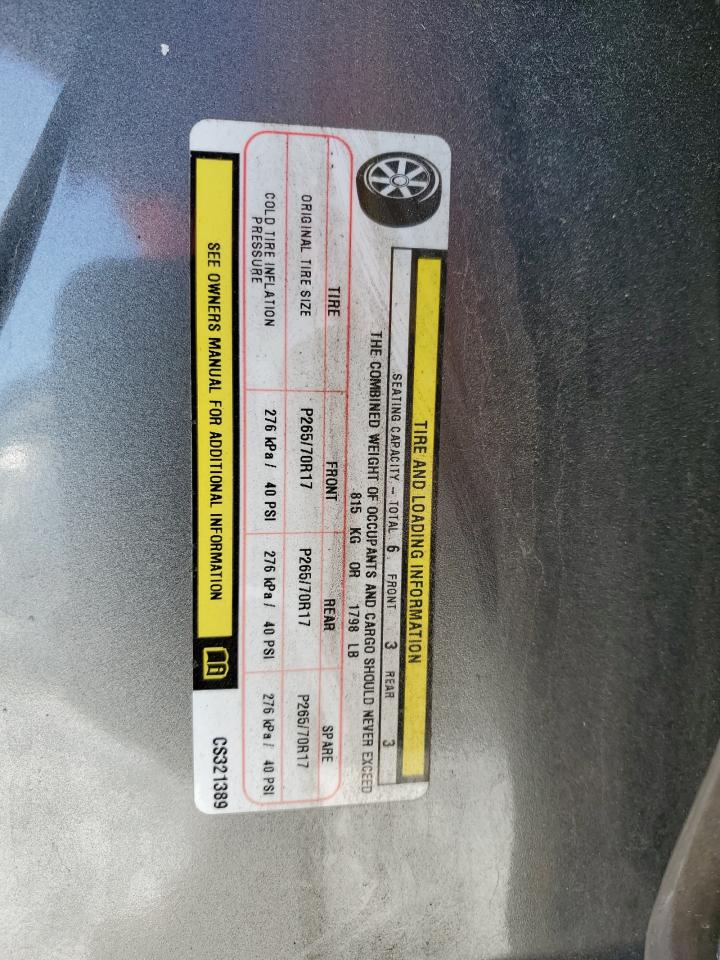 TIRE AND LOADING INFORMATION
SEATING CAPACITY - TOTAL 6 FRONT 3 REAR 3
THE COMBINED WEIGHT OF OCCUPANTS AND CARGO SHOULD NEVER EXCEED
815 KG OR 1798 LB
TIRE FRONT REAR SPARE
ORIGINAL TIRE SIZE P265/70R17 P265/70R17 P265/70R17
COLD TIRE INFLATION PRESSURE 276 kPa / 40 PSI 276 kPa / 40 PSI 276 kPa / 40 PSI
SEE OWNERS MANUAL FOR ADDITIONAL INFORMATION
CS321389